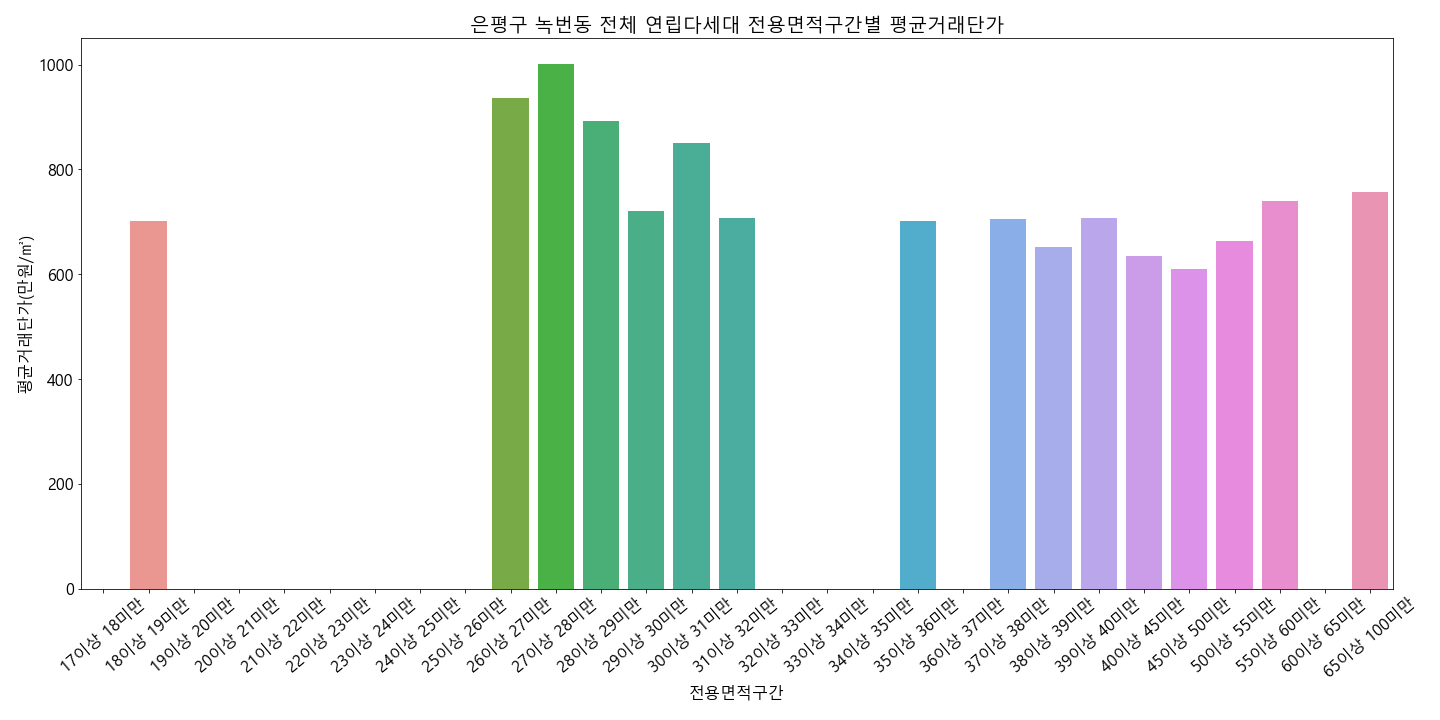 은평구 녹번동 전체 연립다세대 전용면적구간별 평균거래단가
평균거래단가(만원/㎡)
1000
800
600
400
200
0
17이상 18미만
18이상 19미만
19이상 20미만
20이상 21미만
21이상 22미만
22이상 23미만
23이상 24미만
24이상 25미만
25이상 26미만
26이상 27미만
27이상 28미만
28이상 29미만
29이상 30미만
30이상 31미만
31이상 32미만
32이상 33미만
33이상 34미만
34이상 35미만
35이상 36미만
36이상 37미만
37이상 38미만
38이상 39미만
39이상 40미만
40이상 45미만
45이상 50미만
50이상 55미만
55이상 60미만
60이상 65미만
65이상 100미만
전용면적구간